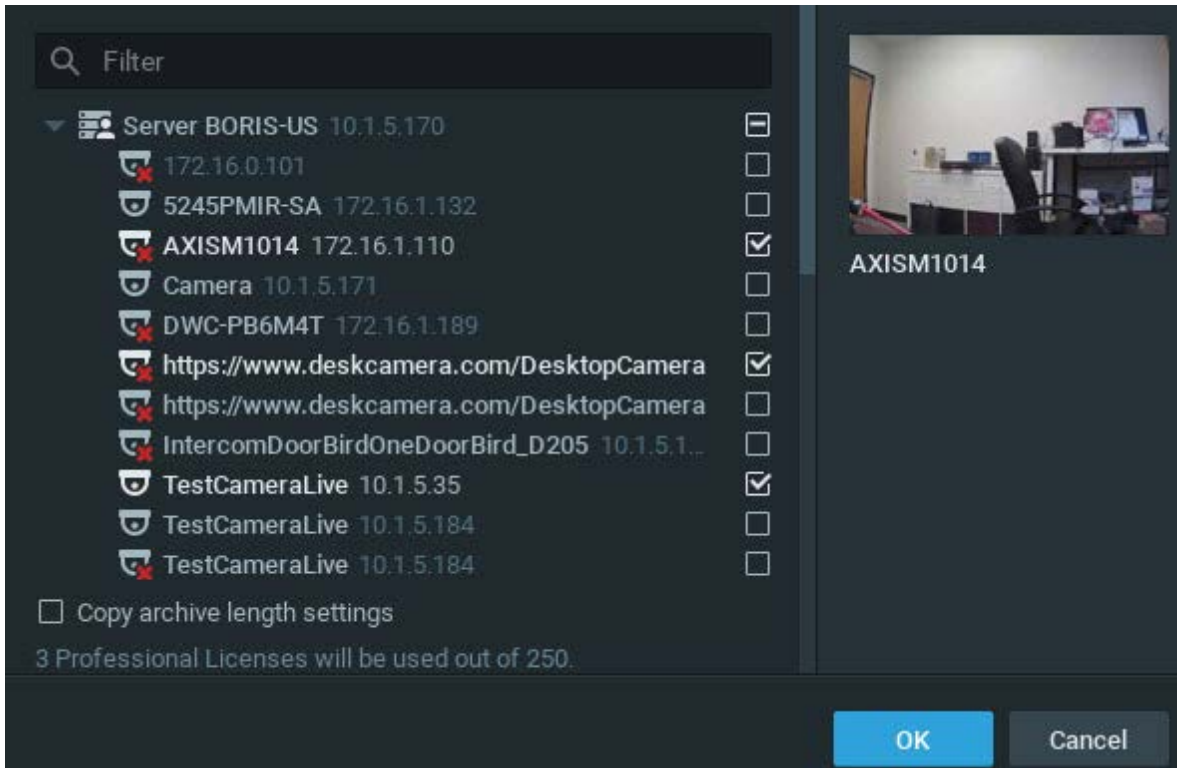 Filter
Server BORIS-US 10.1.5.170
172.16.0.101
5245PMIR-SA 172.16.1.132
AXISM1014 172.16.1.110
AXISM1014
Camera 10.1.5.171
DWC-PB6M4T 172.16.1.189
https://www.deskcamera.com/DesktopCamera
https://www.deskcamera.com/DesktopCamera
IntercomDoorBirdOneDoorBird_D205 10.1.5.1...
TestCameraLive 10.1.5.35
TestCameraLive 10.1.5.184
TestCameraLive 10.1.5.184
Copy archive length settings
3 Professional Licenses will be used out of 250.
OK Cancel